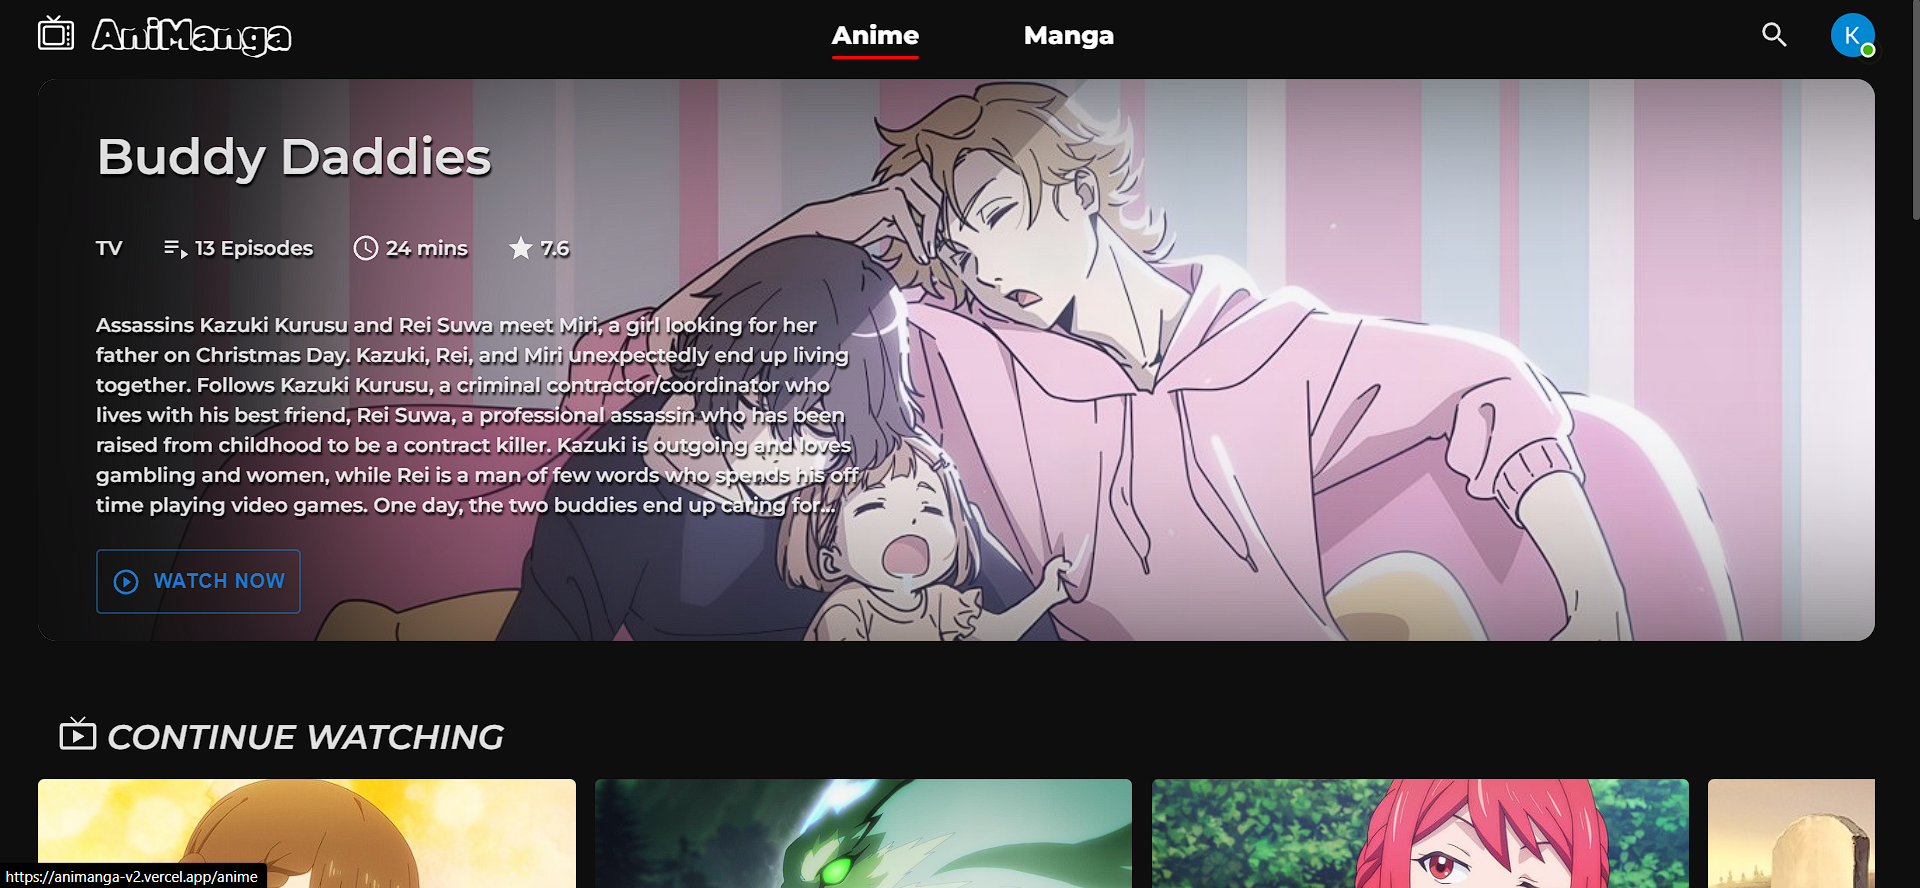 AniManga
Anime
Manga
K
Buddy Daddies
TV
13 Episodes
24 mins
7.6
Assassins Kazuki Kurusu and Rei Suwa meet Miri, a girl looking for her
father on Christmas Day. Kazuki, Rei, and Miri unexpectedly end up living
together. Follows Kazuki Kurusu, a criminal contractor/coordinator who
lives with his best friend, Rei Suwa, a professional assassin who has been
raised from childhood to be a contract killer. Kazuki is outgoing and loves
gambling and women, while Rei is a man of few words who spends his off
time playing video games. One day, the two buddies end up caring for...
WATCH NOW
CONTINUE WATCHING
https://animanga-v2.vercel.app/anime